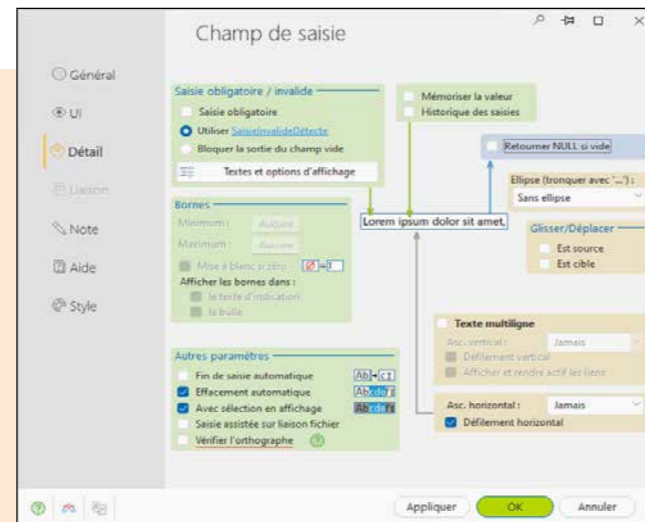 Champ de saisie
Général
UI
Détail
Liaison
Note
Aide
Style
Saisie obligatoire / invalide
Saisie obligatoire
Utiliser SaisieInvalideDétecte
Bloquer la sortie du champ vide
Textes et options d'affichage
Bornes
Minimum : Aucune
Maximum : Aucune
Mise à blanc si zéro
Afficher les bornes dans :
le texte d'indication
la bulle
Autres paramètres
Fin de saisie automatique
Effacement automatique
Avec sélection en affichage
Saisie assistée sur liaison fichier
Vérifier l'orthographe
Mémoriser la valeur
Historique des saisies
Retourner NULL si vide
Ellipse (tronquer avec '...') :
Sans ellipse
Lorem ipsum dolor sit amet,
Glisser/Déplacer
Est source
Est cible
Texte multiligne
Asc. vertical : Jamais
Défilement vertical
Afficher et rendre actif les liens
Asc. horizontal : Jamais
Défilement horizontal
Appliquer OK Annuler